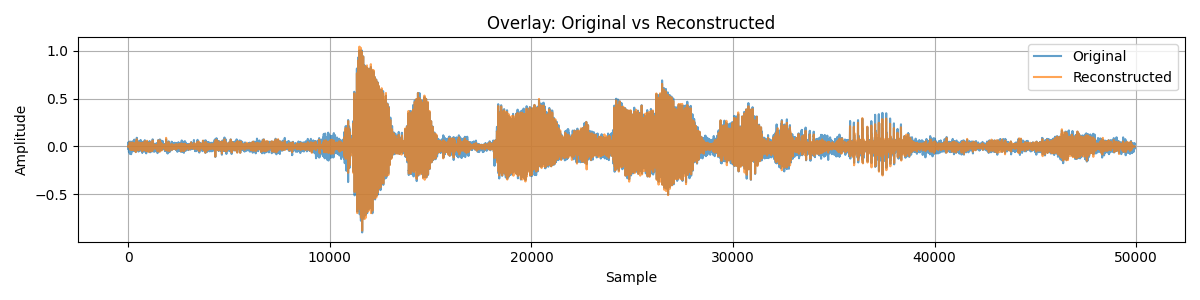 Overlay: Original vs Reconstructed
Original
Reconstructed
Amplitude
1.0
0.5
0.0
−0.5
0
10000
20000
30000
40000
50000
Sample